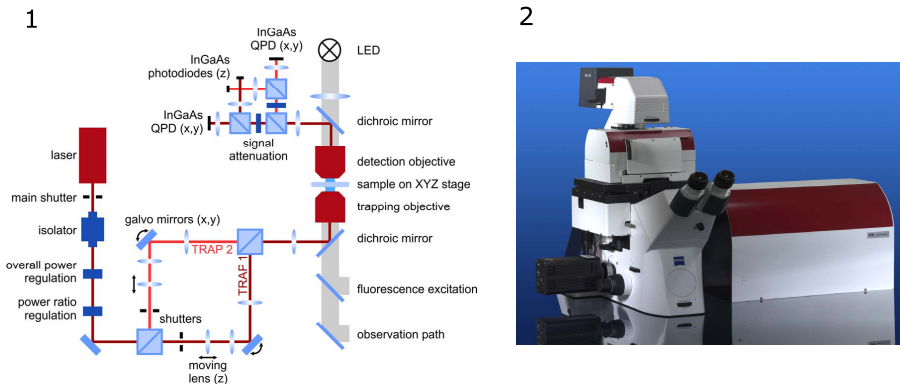 1
2
InGaAs
QPD (x,y)
LED
InGaAs
photodiodes (z)
InGaAs
QPD (x,y)
signal
attenuation
dichroic mirror
laser
detection objective
sample on XYZ stage
trapping objective
main shutter
isolator
galvo mirrors (x,y)
TRAP 2
TRAP 1
dichroic mirror
overall power
regulation
power ratio
regulation
shutters
fluorescence excitation
observation path
moving
lens (z)
ZEISS